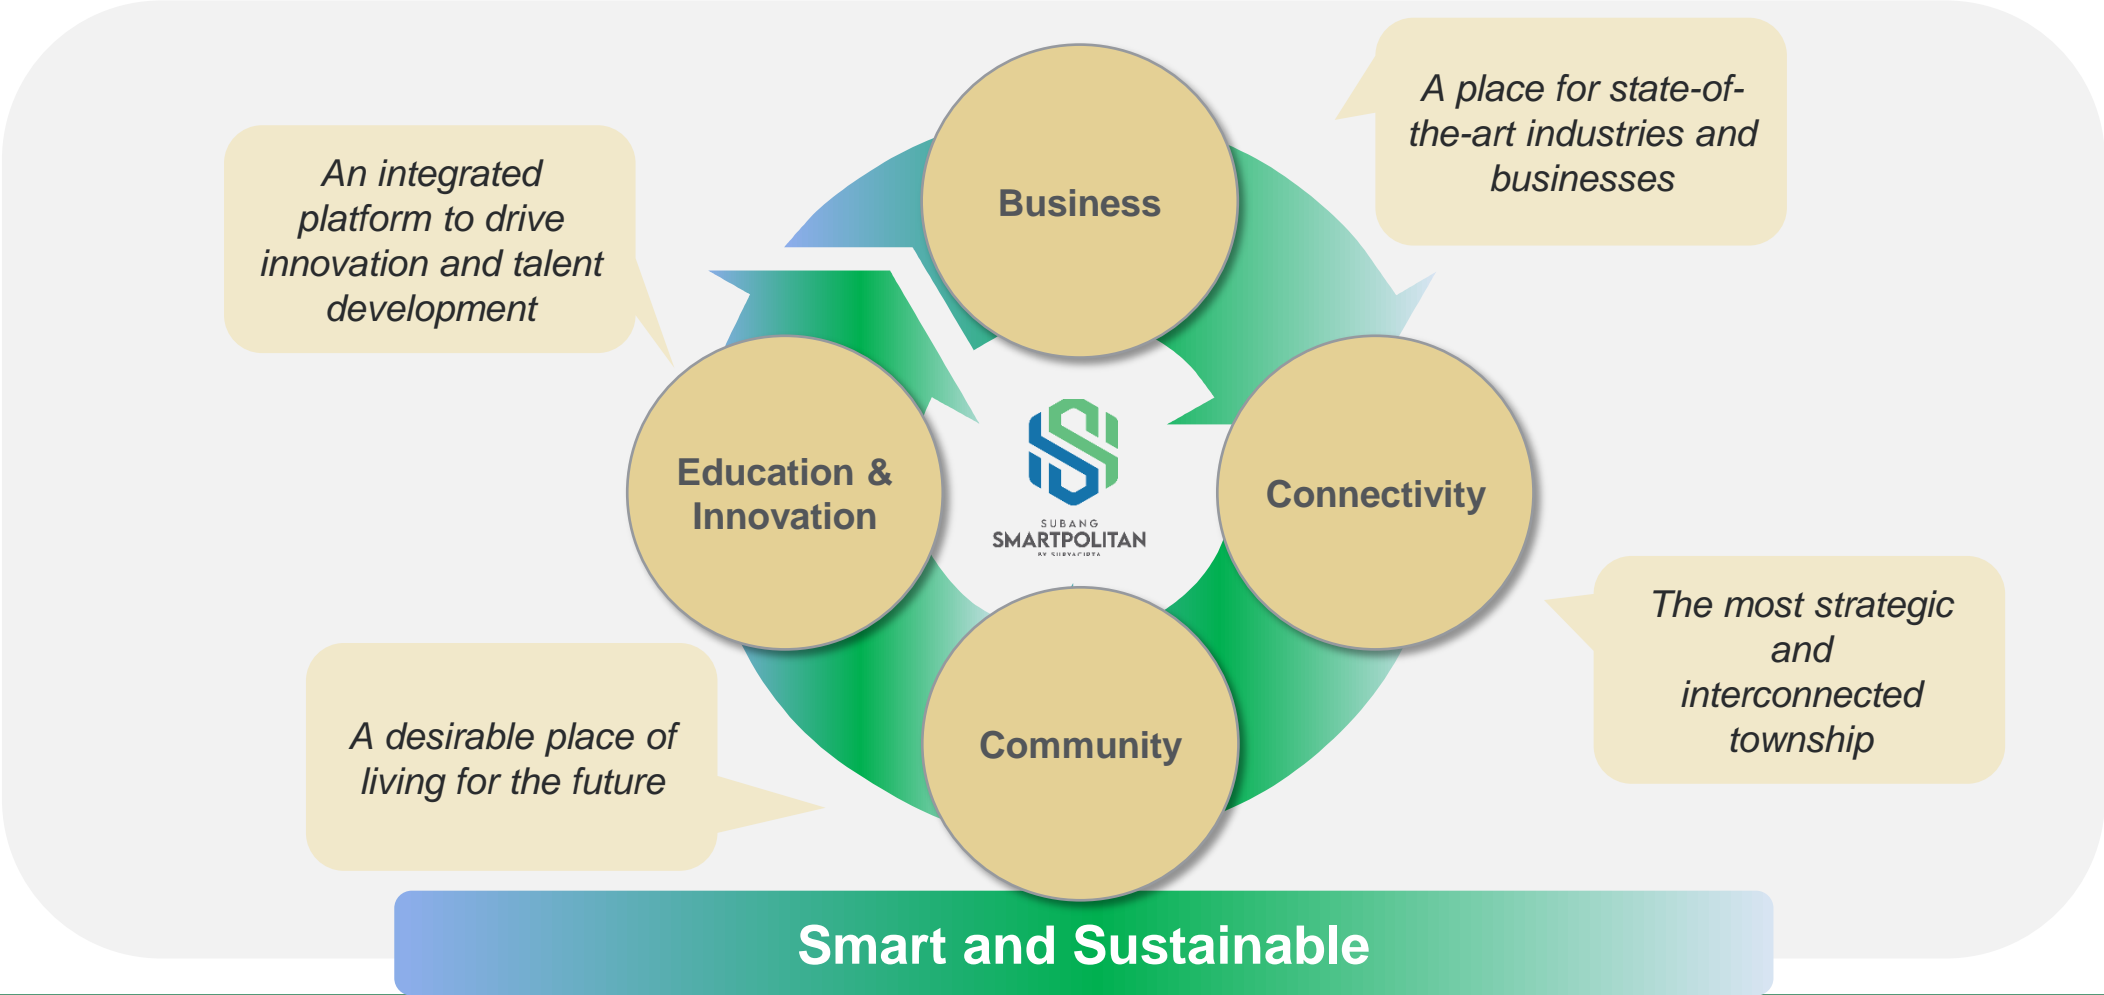 Business
A place for state-of-
the-art industries and
businesses
An integrated
platform to drive
innovation and talent
development
Education &
Innovation
SUBANG
SMARTPOLITAN
BY SURYACIPTA
Connectivity
The most strategic
and
interconnected
township
A desirable place of
living for the future
Community
Smart and Sustainable